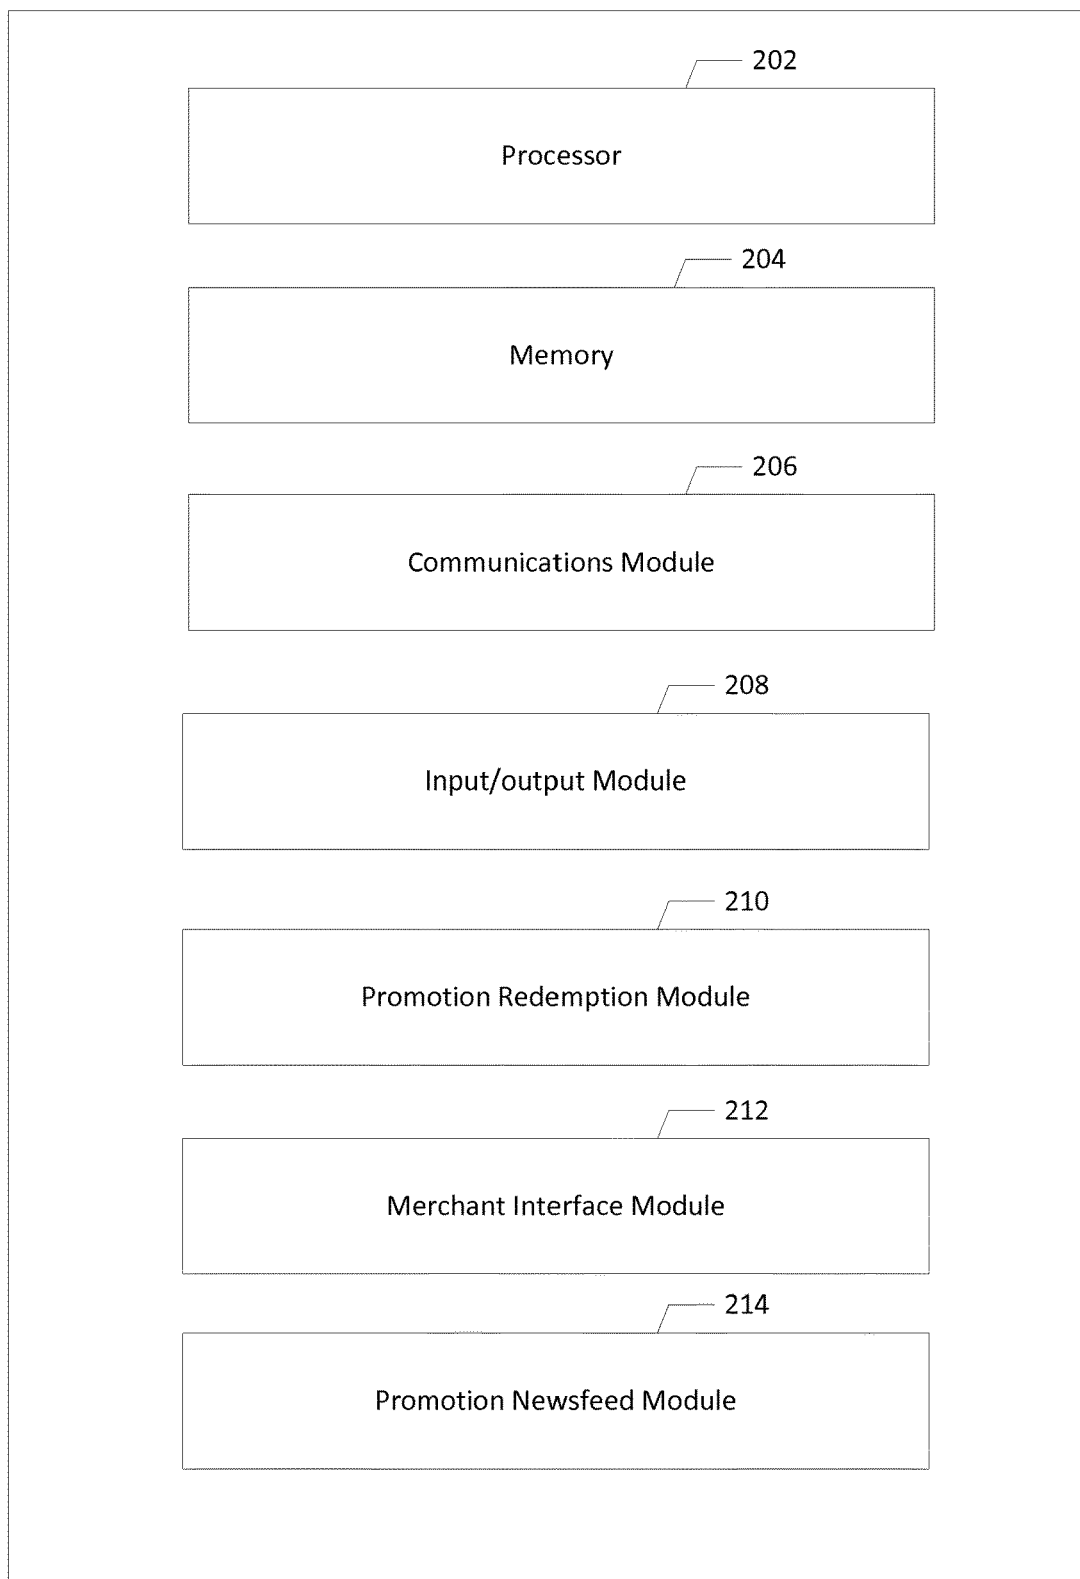 202
Processor
204
Memory
206
Communications Module
208
Input/output Module
210
Promotion Redemption Module
212
Merchant Interface Module
214
Promotion Newsfeed Module